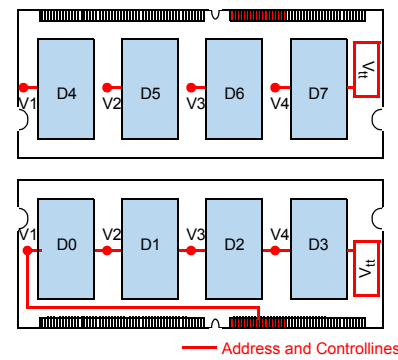 D4 D5 D6 D7 Vtt
V1 V2 V3 V4
V1 V2 V3 V4
D0 D1 D2 D3 Vtt
Address and Controllines